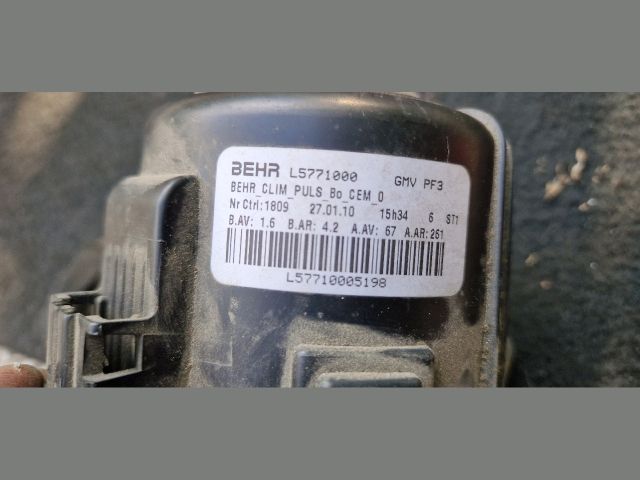 BEHR L5771000 GMV PF3
BEHR_CLIM_PULS_Bo_CEM_0
Nr Ctrl:1809 27.01.10 15h34 6 ST1
B.AV: 1.6 B.AR: 4.2 A.AV: 67 A.AR: 261
L57710005198